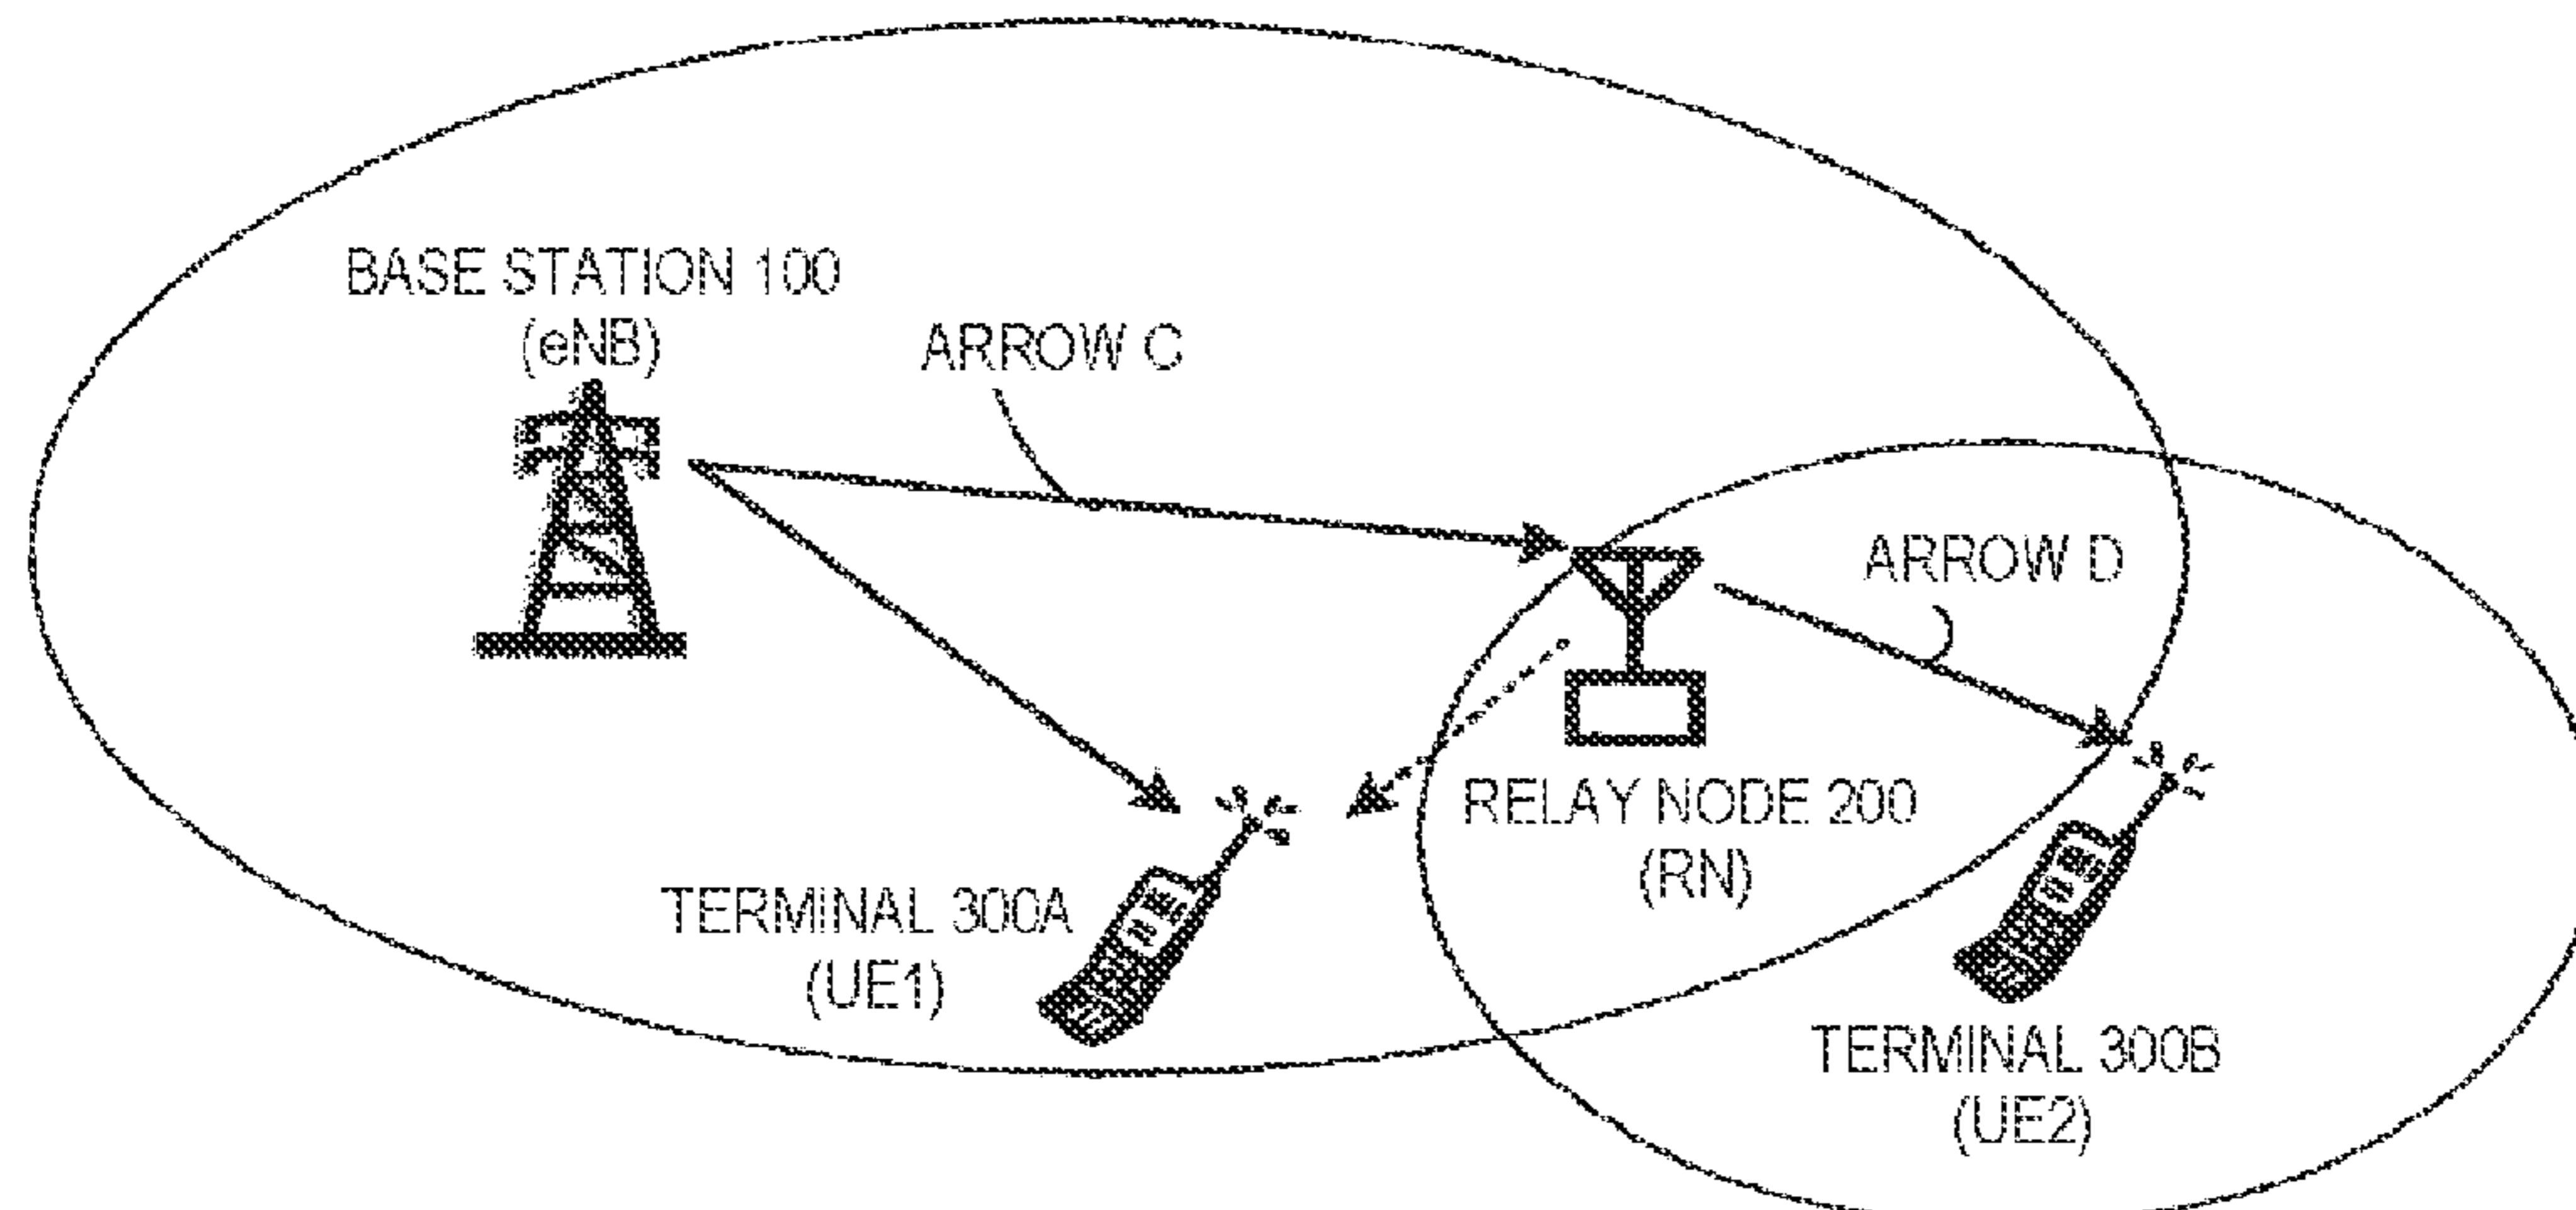 BASE STATION 100
(eNB)
ARROW C
ARROW D
RELAY NODE 200
(RN)
TERMINAL 300A
(UE1)
TERMINAL 300B
(UE2)